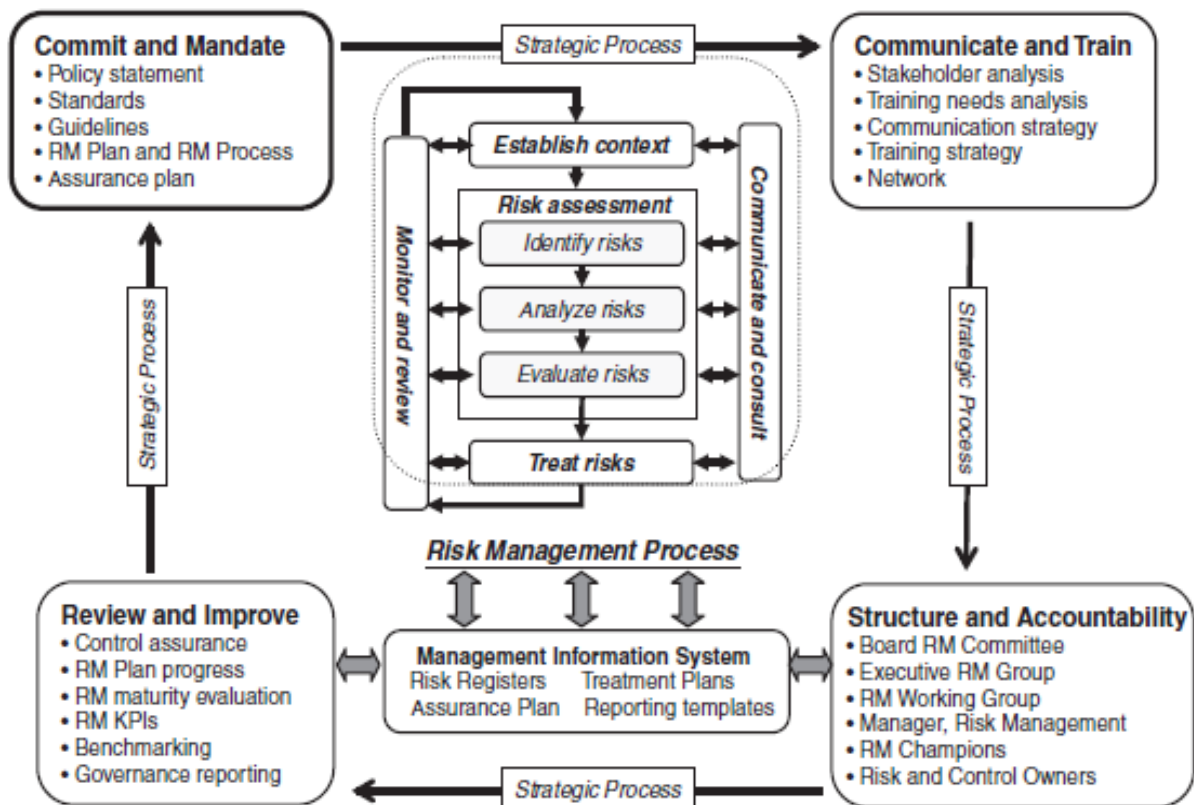 Commit and Mandate
• Policy statement
• Standards
• Guidelines
• RM Plan and RM Process
• Assurance plan
Strategic Process
Communicate and Train
• Stakeholder analysis
• Training needs analysis
• Communication strategy
• Training strategy
• Network
Establish context
Risk assessment
Identify risks
Analyze risks
Evaluate risks
Treat risks
Monitor and review
Communicate and consult
Strategic Process
Strategic Process
Risk Management Process
Review and Improve
• Control assurance
• RM Plan progress
• RM maturity evaluation
• RM KPIs
• Benchmarking
• Governance reporting
Management Information System
Risk Registers Treatment Plans
Assurance Plan Reporting templates
Structure and Accountability
• Board RM Committee
• Executive RM Group
• RM Working Group
• Manager, Risk Management
• RM Champions
• Risk and Control Owners
Strategic Process